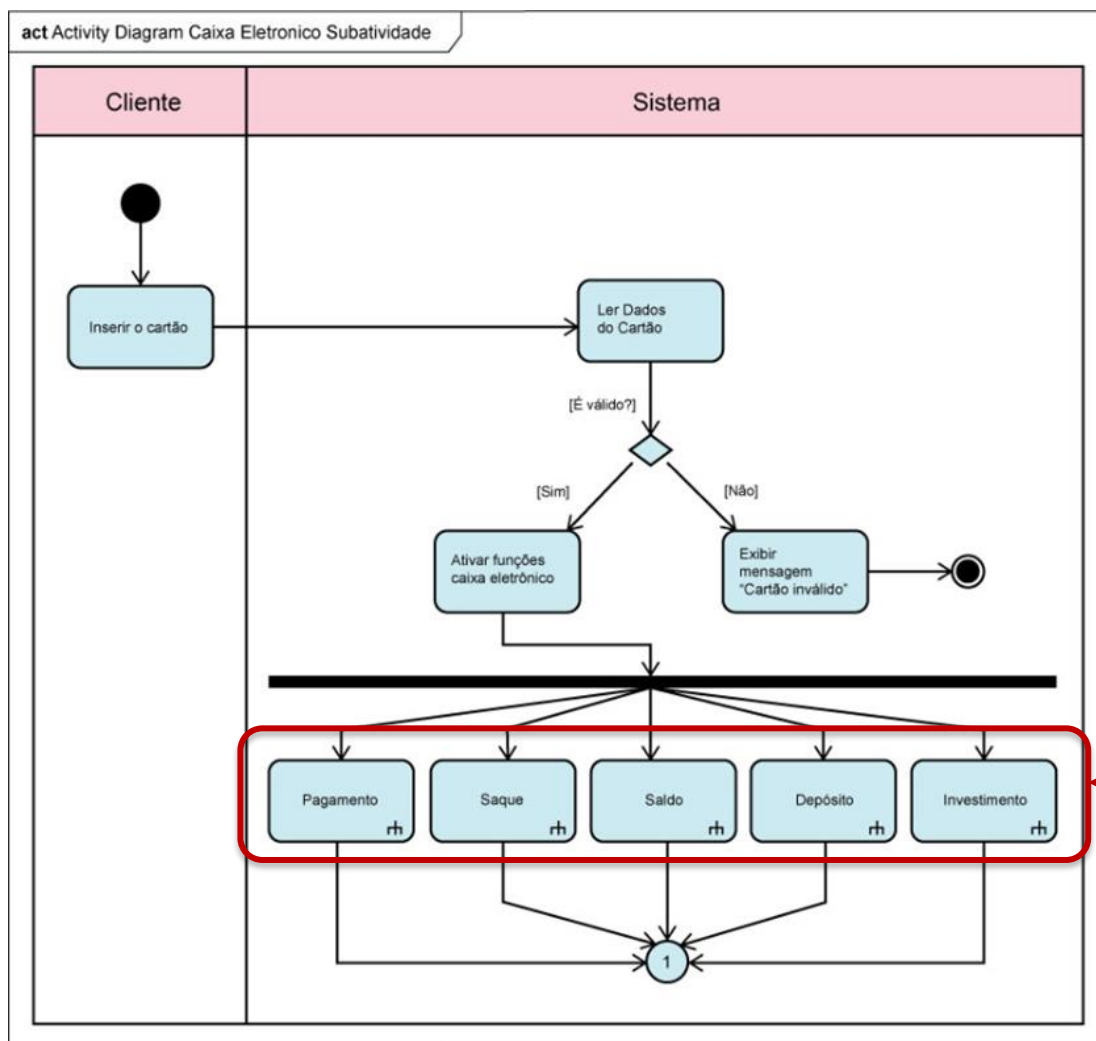 act Activity Diagram Caixa Eletronico Subatividade
Cliente
Sistema
Inserir o cartão
Ler Dados
do Cartão
[É válido?]
[Sim]
[Não]
Ativar funções
caixa eletrônico
Exibir
mensagem
“Cartão inválido”
Pagamento
Saque
Saldo
Depósito
Investimento
1